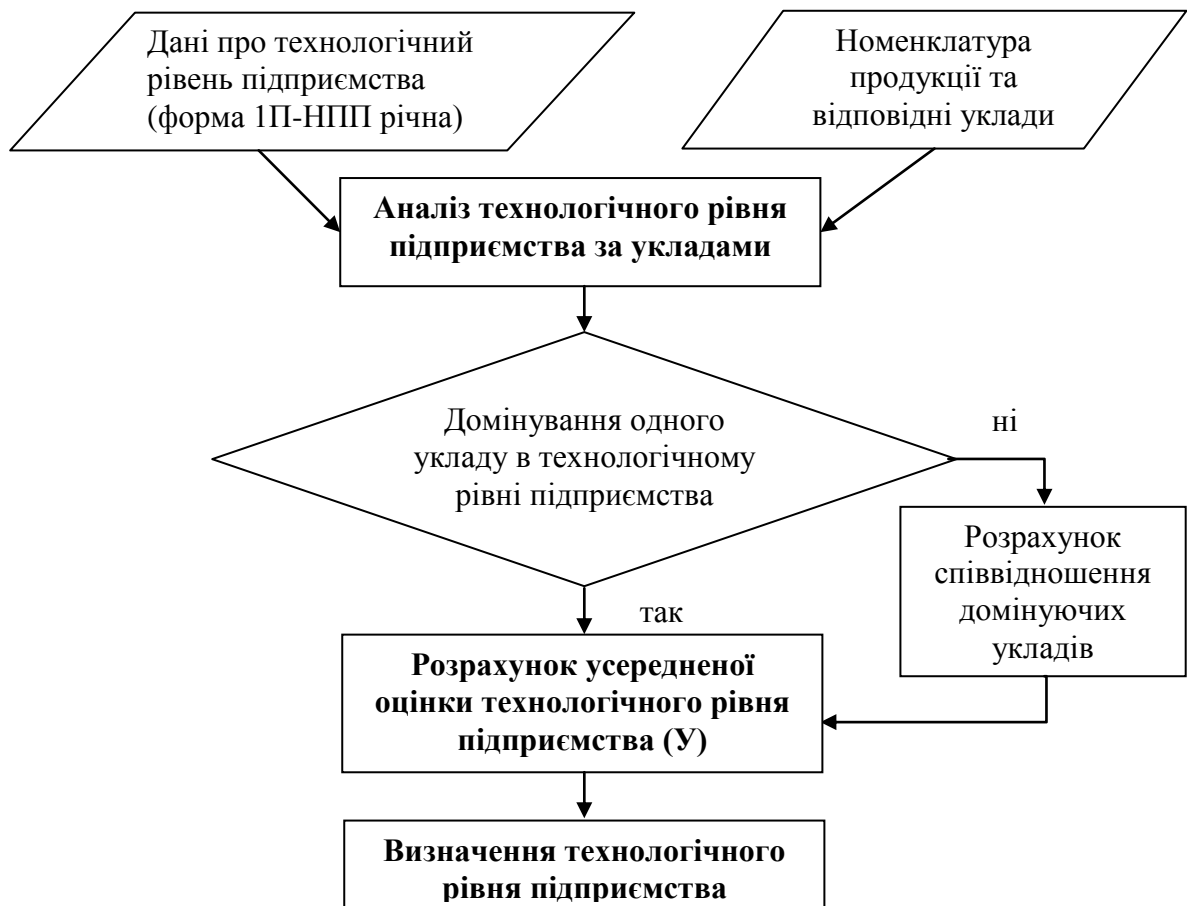 Дані про технологічний
рівень підприємства
(форма 1П-НПП річна)
Номенклатура
продукції та
відповідні уклади
Аналіз технологічного рівня
підприємства за укладами
Домінування одного
укладу в технологічному
рівні підприємства
ні
Розрахунок
співвідношення
домінуючих
укладів
так
Розрахунок усередненої
оцінки технологічного рівня
підприємства (У)
Визначення технологічного
рівня підприємства